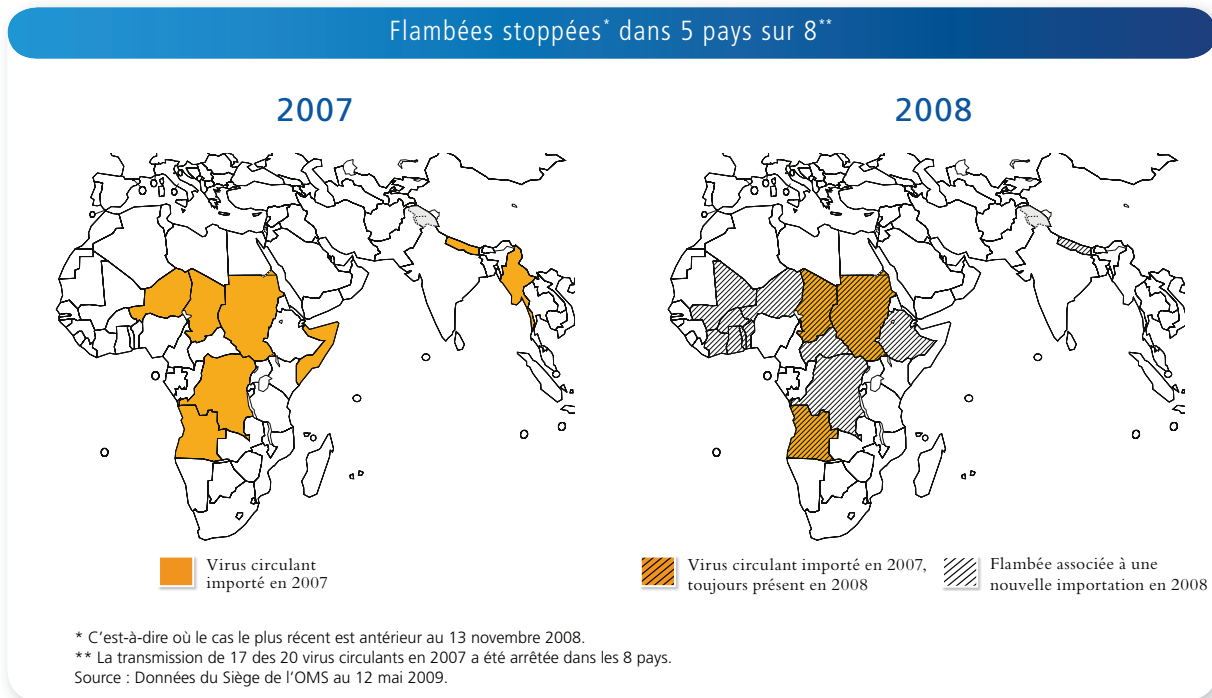 Flambées stoppées* dans 5 pays sur 8**
2007
2008
Virus circulant
importé en 2007
Virus circulant importé en 2007,
toujours présent en 2008
Flambée associée à une
nouvelle importation en 2008
* C'est-à-dire où le cas le plus récent est antérieur au 13 novembre 2008.
** La transmission de 17 des 20 virus circulants en 2007 a été arrêtée dans les 8 pays.
Source : Données du Siège de l'OMS au 12 mai 2009.